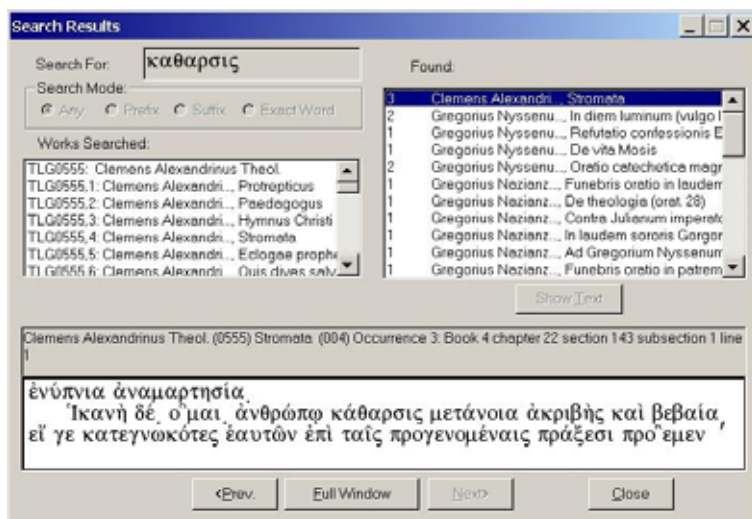 Search Results
Search For:
καθαρσις
Search Mode:
Any Prefix Suffix Exact Word
Works Searched:
TLG0555: Clemens Alexandrinus Theol.
TLG0555,1: Clemens Alexandri..., Protrepticus
TLG0555,2: Clemens Alexandri..., Paedagogus
TLG0555,3: Clemens Alexandri..., Hymnus Christi
TLG0555,4: Clemens Alexandri..., Stromata
TLG0555,5: Clemens Alexandri..., Eclogae prophe
TLG0555,6: Clemens Alexandri..., Quis dives salv
Found:
3 Clemens Alexandri..., Stromata
2 Gregorius Nyssenu..., In diem luminum (vulgo I
1 Gregorius Nyssenu..., Refutatio confessionis E
1 Gregorius Nyssenu..., De vita Mosis
2 Gregorius Nyssenu..., Oratio catechetica magr
1 Gregorius Nazianz..., Funebris oratio in laudem
1 Gregorius Nazianz..., De theologia (orat. 28)
1 Gregorius Nazianz..., Contra Julianum imperato
1 Gregorius Nazianz..., In laudem sororis Gorgor
1 Gregorius Nazianz..., Ad Gregorium Nyssenum
1 Gregorius Nazianz..., Funebris oratio in patrem
Show Text
Clemens Alexandrinus Theol. (0555) Stromata (004) Occurrence 3: Book 4 chapter 22 section 143 subsection 1 line
1
ἐνύπνια ἀναμαρτησία.
Ἱκανὴ δέ, ο῏μαι, ἀνθρώπῳ κάθαρσις μετάνοια ἀκριβὴς καὶ βεβαία,
εἴ γε κατεγνωκότες ἑαυτῶν ἐπὶ ταῖς προγενομέναις πράξεσι προ῏εμεν
<Prev. Full Window Next> Close